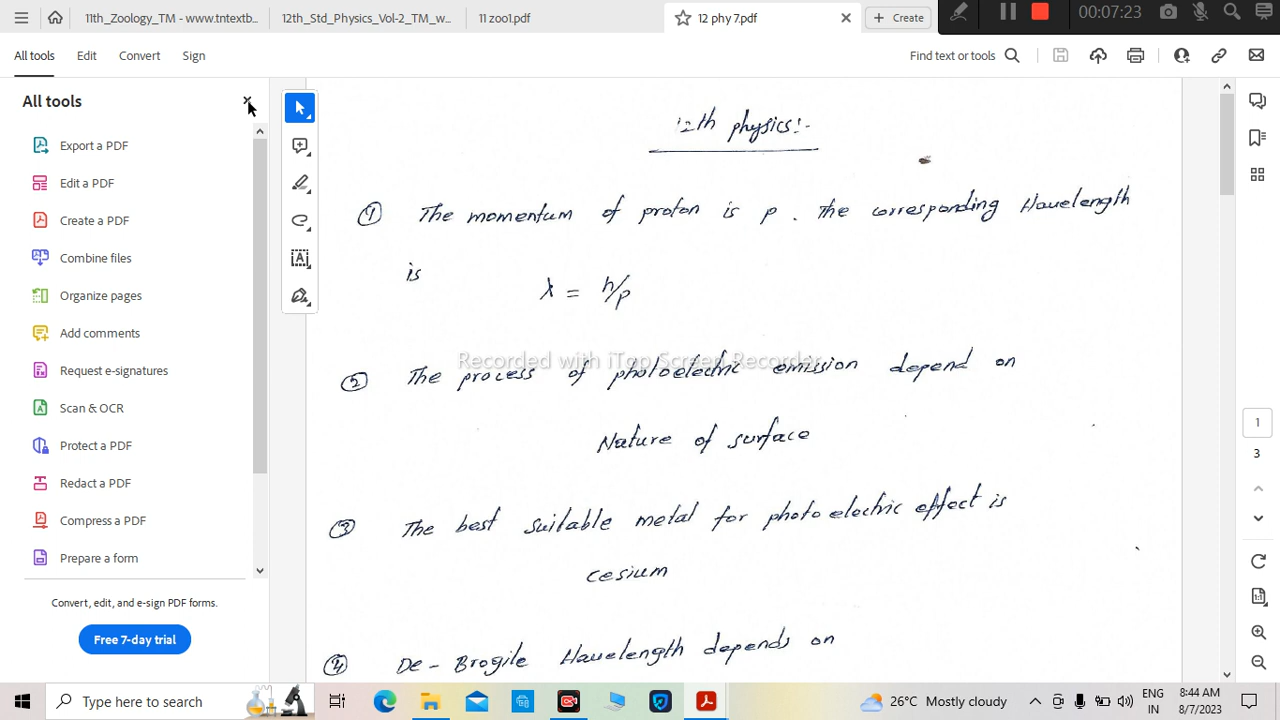 11th_Zoology_TM - www.tntextb...
12th_Std_Physics_Vol-2_TM_w...
11 zoo1.pdf
12 phy 7.pdf
Create
00:07:23
All tools
Edit
Convert
Sign
Find text or tools
All tools
Export a PDF
Edit a PDF
Create a PDF
Combine files
Organize pages
Add comments
Request e-signatures
Scan & OCR
Protect a PDF
Redact a PDF
Compress a PDF
Prepare a form
Convert, edit, and e-sign PDF forms.
Free 7-day trial
12th physics:-
① The momentum of proton is p. The corresponding Wavelength
is
λ = h/p
Recorded with iTop Screen Recorder
② The process of photoelectric emission depend on
Nature of surface
③ The best suitable metal for photoelectric effect is
cesium
④ De-Brogile Wavelength depends on
1
3
Type here to search
26°C Mostly cloudy
ENG
IN
8:44 AM
8/7/2023